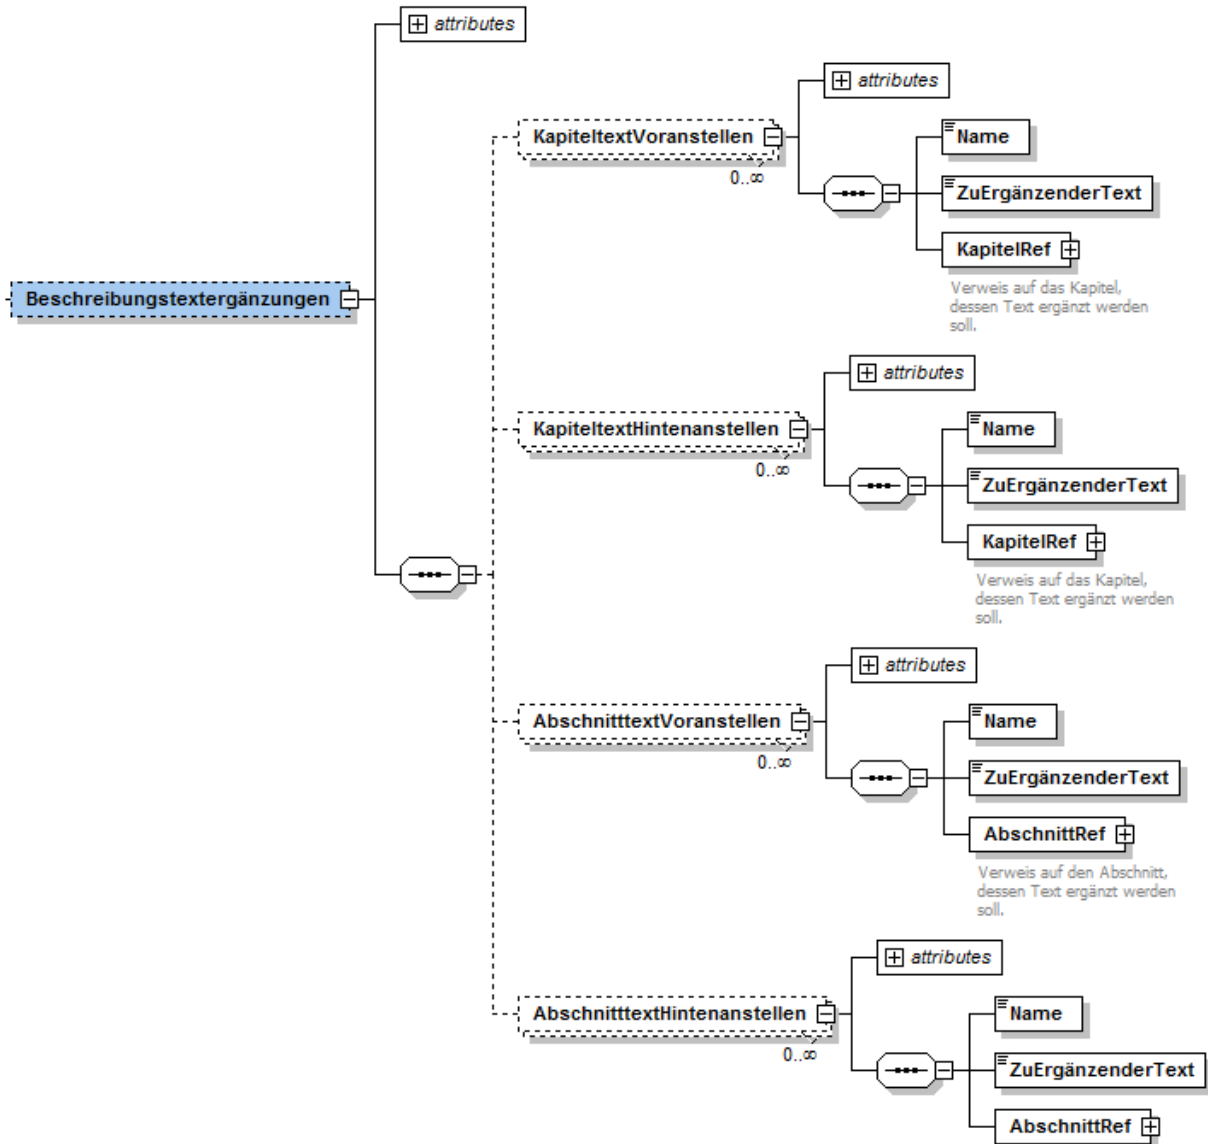 attributes
attributes
KapiteltextVoranstellen
0..∞
Name
ZuErgänzenderText
KapitelRef
Verweis auf das Kapitel,
dessen Text ergänzt werden
soll.
Beschreibungstextergänzungen
attributes
KapiteltextHintenanstellen
0..∞
Name
ZuErgänzenderText
KapitelRef
Verweis auf das Kapitel,
dessen Text ergänzt werden
soll.
attributes
AbschnitttextVoranstellen
0..∞
Name
ZuErgänzenderText
AbschnittRef
Verweis auf den Abschnitt,
dessen Text ergänzt werden
soll.
attributes
AbschnitttextHintenanstellen
0..∞
Name
ZuErgänzenderText
AbschnittRef